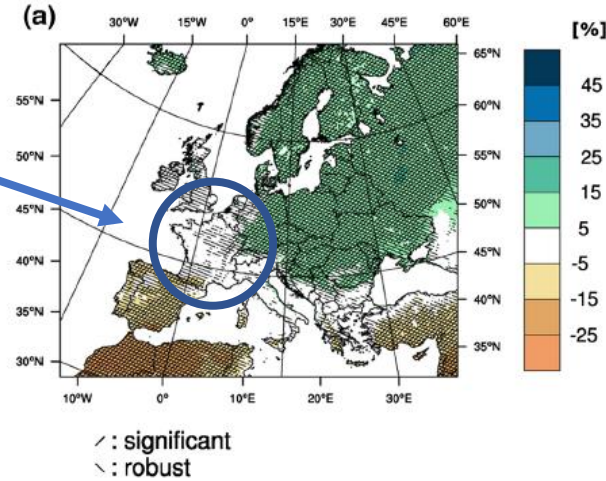 (a)
30°W 15°W 0° 15°E 30°E 45°E 60°E
[%]
65°N
55°N
60°N
50°N
55°N
45°N
50°N
40°N
45°N
35°N
40°N
30°N
35°N
10°W 0° 10°E 20°E 30°E
45
35
25
15
5
-5
-15
-25
⟋ : significant
⟍ : robust